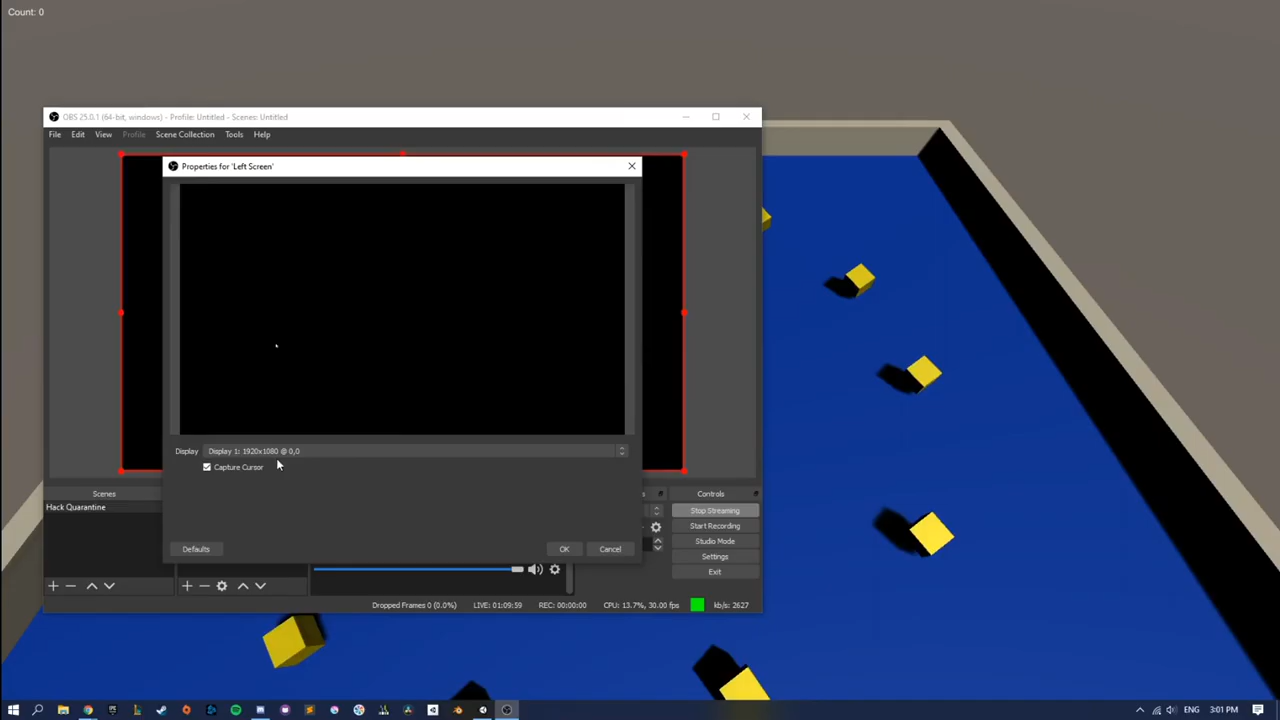 Count: 0
OBS 25.0.1 (64-bit, windows) - Profile: Untitled - Scenes: Untitled
File Edit View Profile Scene Collection Tools Help
Properties for 'Left Screen'
Display Display 1: 1920x1080 @ 0,0
Capture Cursor
Defaults OK Cancel
Scenes
Hack Quarantine
Controls
Stop Streaming
Start Recording
Studio Mode
Settings
Exit
Dropped Frames 0 (0.0%) LIVE: 01:09:59 REC: 00:00:00 CPU: 13.7%, 30.00 fps kb/s: 2627
ENG 3:01 PM